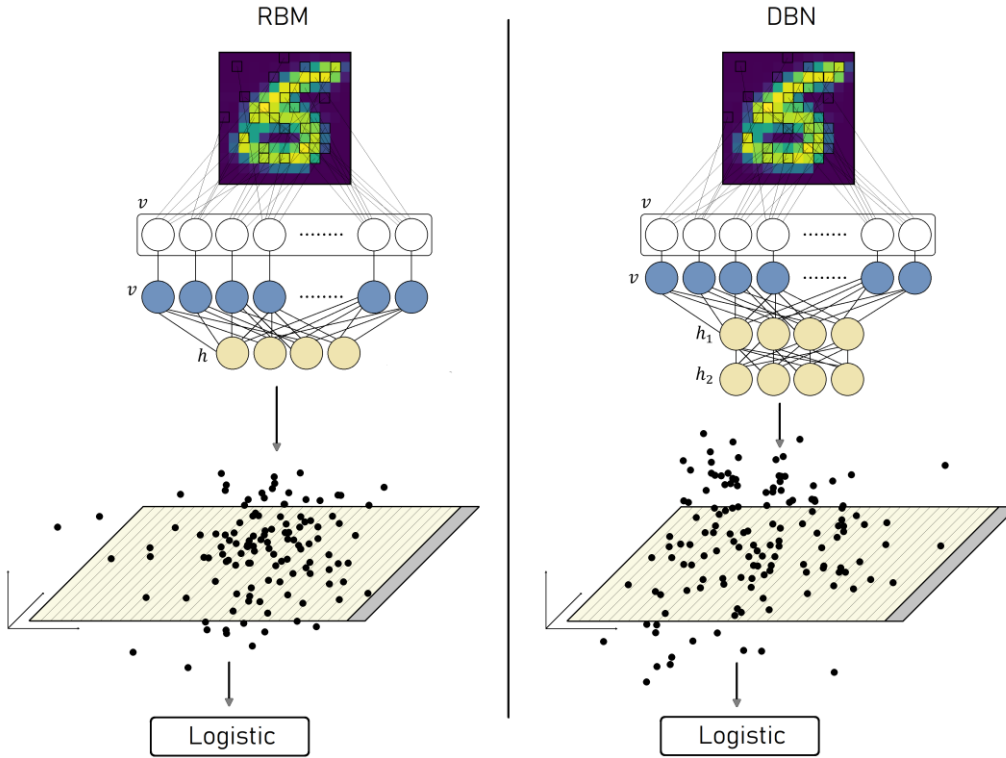 RBM
v
........
v
........
h
Logistic
DBN
v
........
v
........
h₁
h₂
Logistic